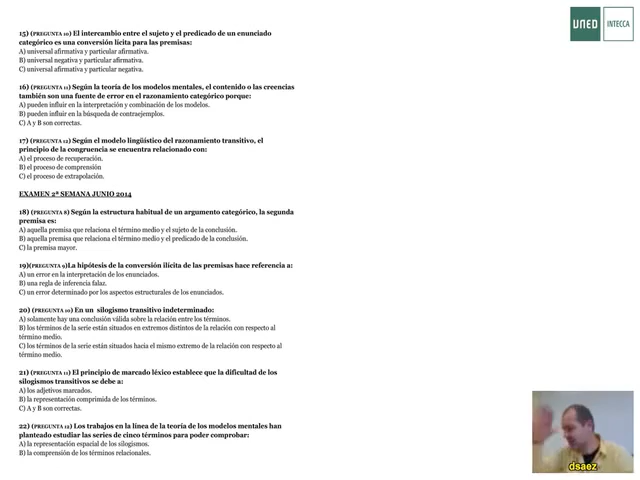 UNED INTECCA
15) (PREGUNTA 10) El intercambio entre el sujeto y el predicado de un enunciado
categórico es una conversión lícita para las premisas:
A) universal afirmativa y particular afirmativa.
B) universal negativa y particular afirmativa.
C) universal afirmativa y particular negativa.
16) (PREGUNTA 11) Según la teoría de los modelos mentales, el contenido o las creencias
también son una fuente de error en el razonamiento categórico porque:
A) pueden influir en la interpretación y combinación de los modelos.
B) pueden influir en la búsqueda de contraejemplos.
C) A y B son correctas.
17) (PREGUNTA 12) Según el modelo lingüístico del razonamiento transitivo, el
principio de la congruencia se encuentra relacionado con:
A) el proceso de recuperación.
B) el proceso de comprensión
C) el proceso de extrapolación.
EXAMEN 2ª SEMANA JUNIO 2014
18) (PREGUNTA 8) Según la estructura habitual de un argumento categórico, la segunda
premisa es:
A) aquella premisa que relaciona el término medio y el sujeto de la conclusión.
B) aquella premisa que relaciona el término medio y el predicado de la conclusión.
C) la premisa mayor.
19)(PREGUNTA 9)La hipótesis de la conversión ilícita de las premisas hace referencia a:
A) un error en la interpretación de los enunciados.
B) una regla de inferencia falaz.
C) un error determinado por los aspectos estructurales de los enunciados.
20) (PREGUNTA 10) En un silogismo transitivo indeterminado:
A) solamente hay una conclusión válida sobre la relación entre los términos.
B) los términos de la serie están situados en extremos distintos de la relación con respecto al
término medio.
C) los términos de la serie están situados hacia el mismo extremo de la relación con respecto al
término medio.
21) (PREGUNTA 11) El principio de marcado léxico establece que la dificultad de los
silogismos transitivos se debe a:
A) los adjetivos marcados.
B) la representación comprimida de los términos.
C) A y B son correctas.
22) (PREGUNTA 12) Los trabajos en la línea de la teoría de los modelos mentales han
planteado estudiar las series de cinco términos para poder comprobar:
A) la representación espacial de los silogismos.
B) la comprensión de los términos relacionales.
dsaez